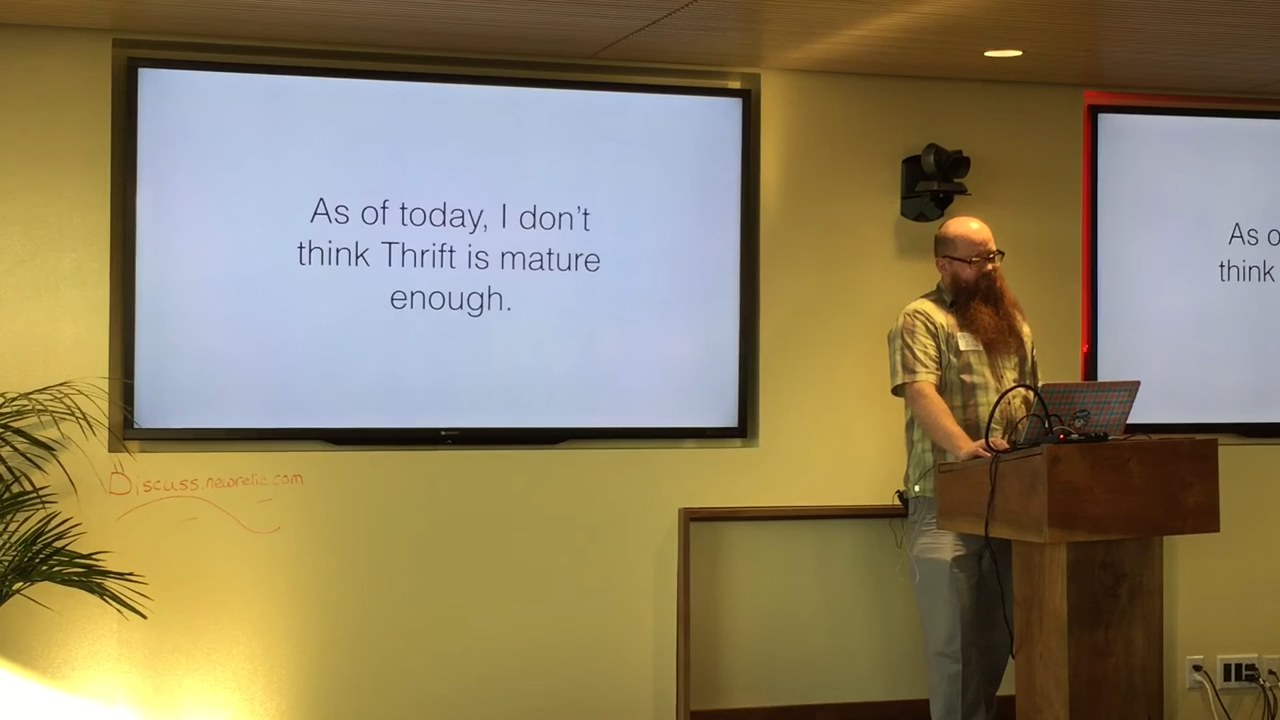 As of today, I don't
think Thrift is mature
enough.
As o
think
Discuss.newrelic.com